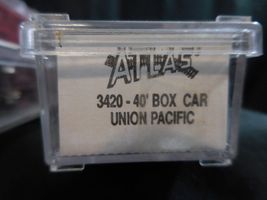 ATLAS
3420 - 40' BOX CAR
UNION PACIFIC